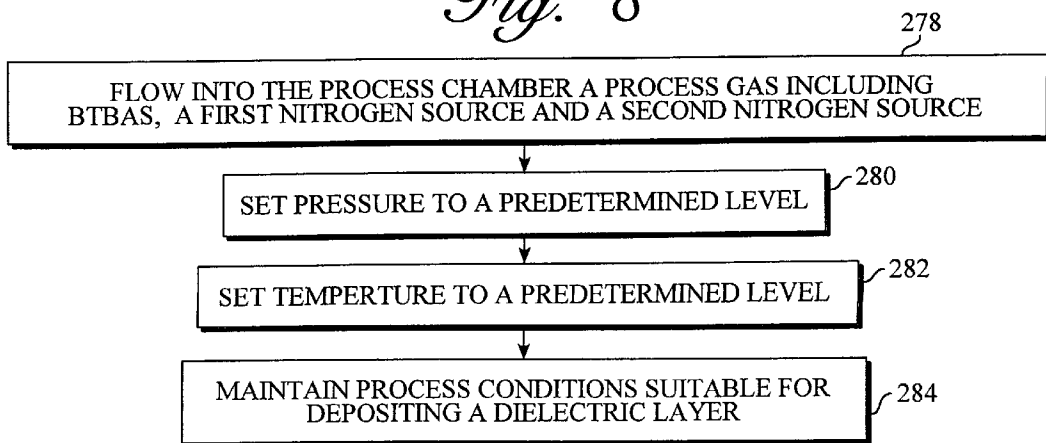 Fig. 8
278
FLOW INTO THE PROCESS CHAMBER A PROCESS GAS INCLUDING
BTBAS, A FIRST NITROGEN SOURCE AND A SECOND NITROGEN SOURCE
280
SET PRESSURE TO A PREDETERMINED LEVEL
282
SET TEMPERTURE TO A PREDETERMINED LEVEL
MAINTAIN PROCESS CONDITIONS SUITABLE FOR
DEPOSITING A DIELECTRIC LAYER
284